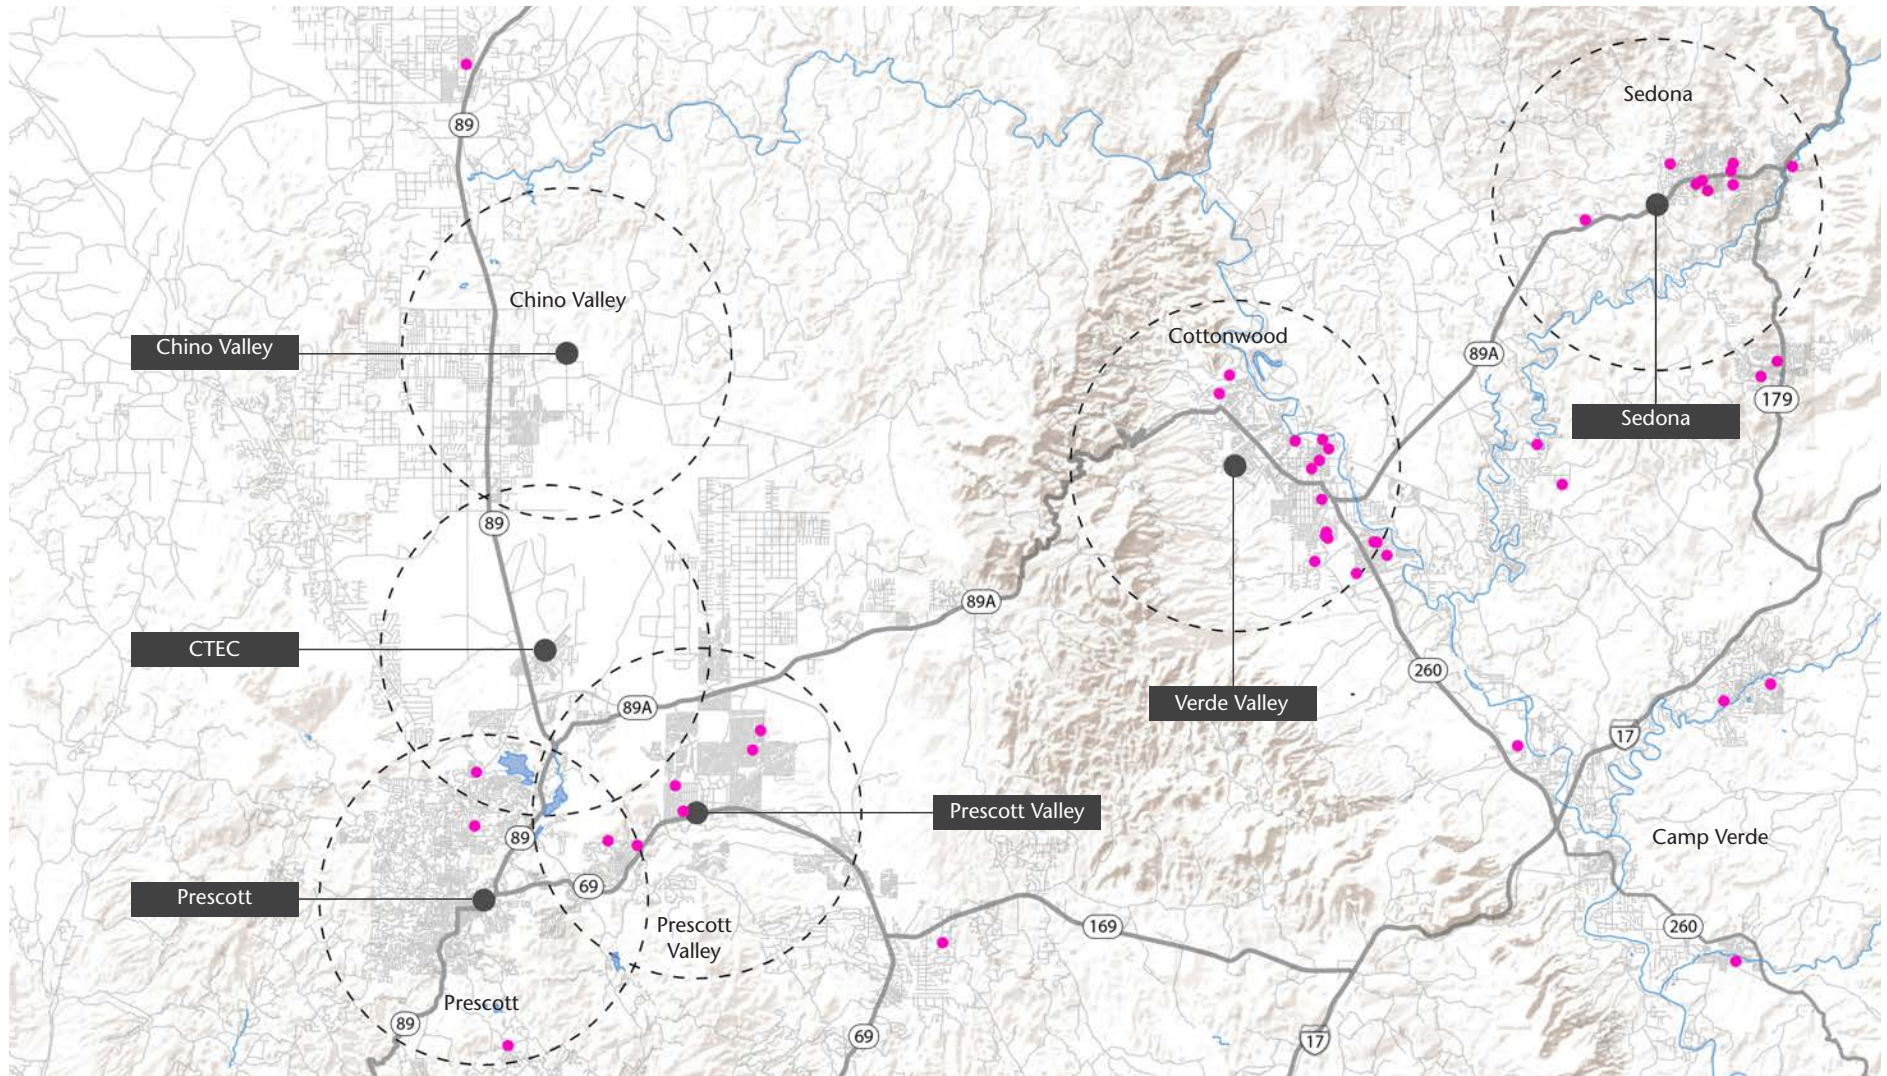 Sedona
89
Chino Valley
Chino Valley
Cottonwood
89A
179
Sedona
89
89A
CTEC
260
Verde Valley
89A
17
Prescott Valley
89
Camp Verde
69
Prescott
Prescott
Valley
169
260
Prescott
89
69
17